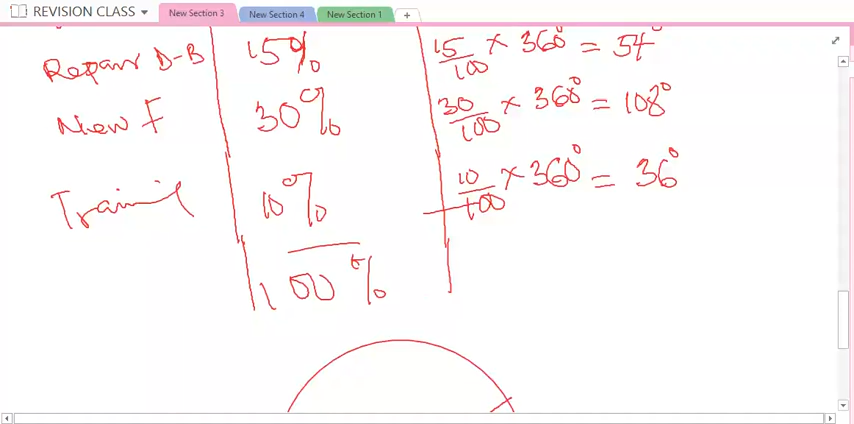 REVISION CLASS
New Section 3
New Section 4
New Section 1
Repair D-B 15% 15/100 × 360° = 54°
New F 30% 30/100 × 360° = 108°
Training 10% 10/100 × 360° = 36°
100%